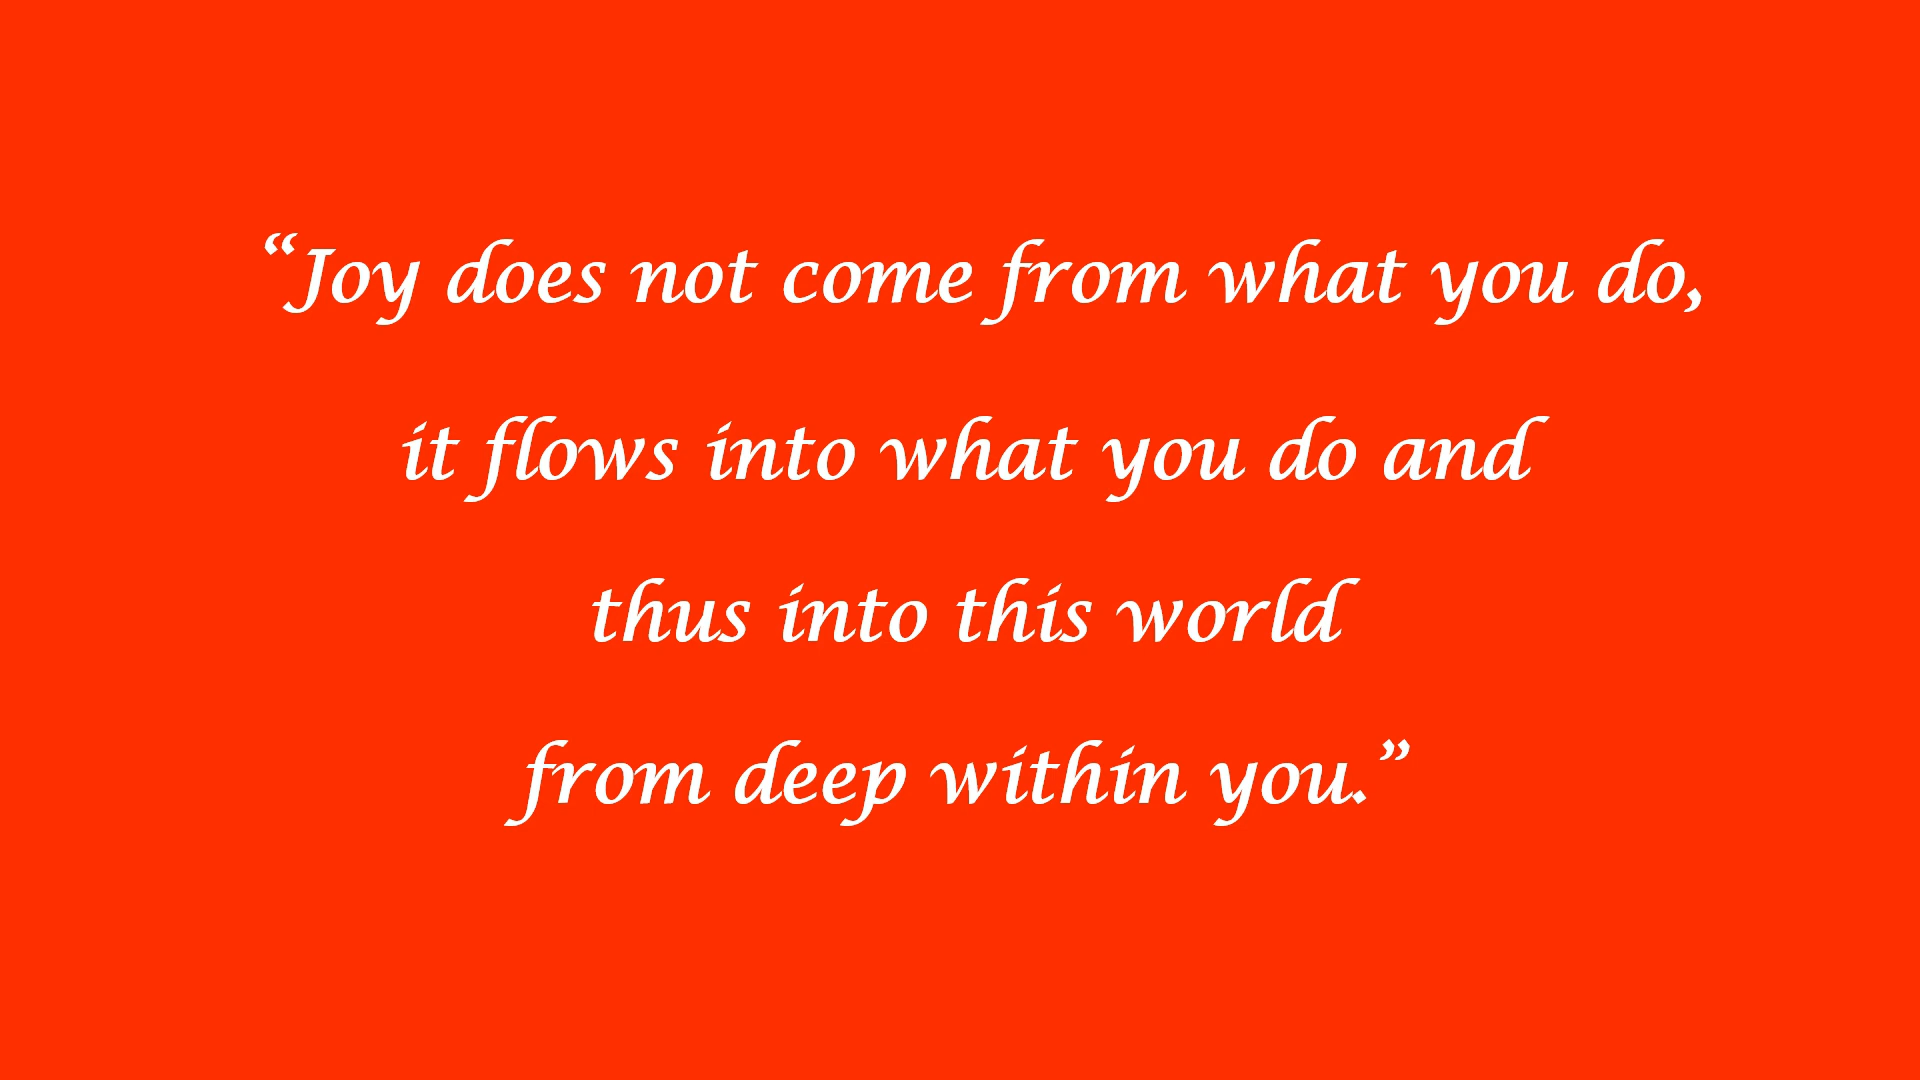 “Joy does not come from what you do,
it flows into what you do and
thus into this world
from deep within you.”